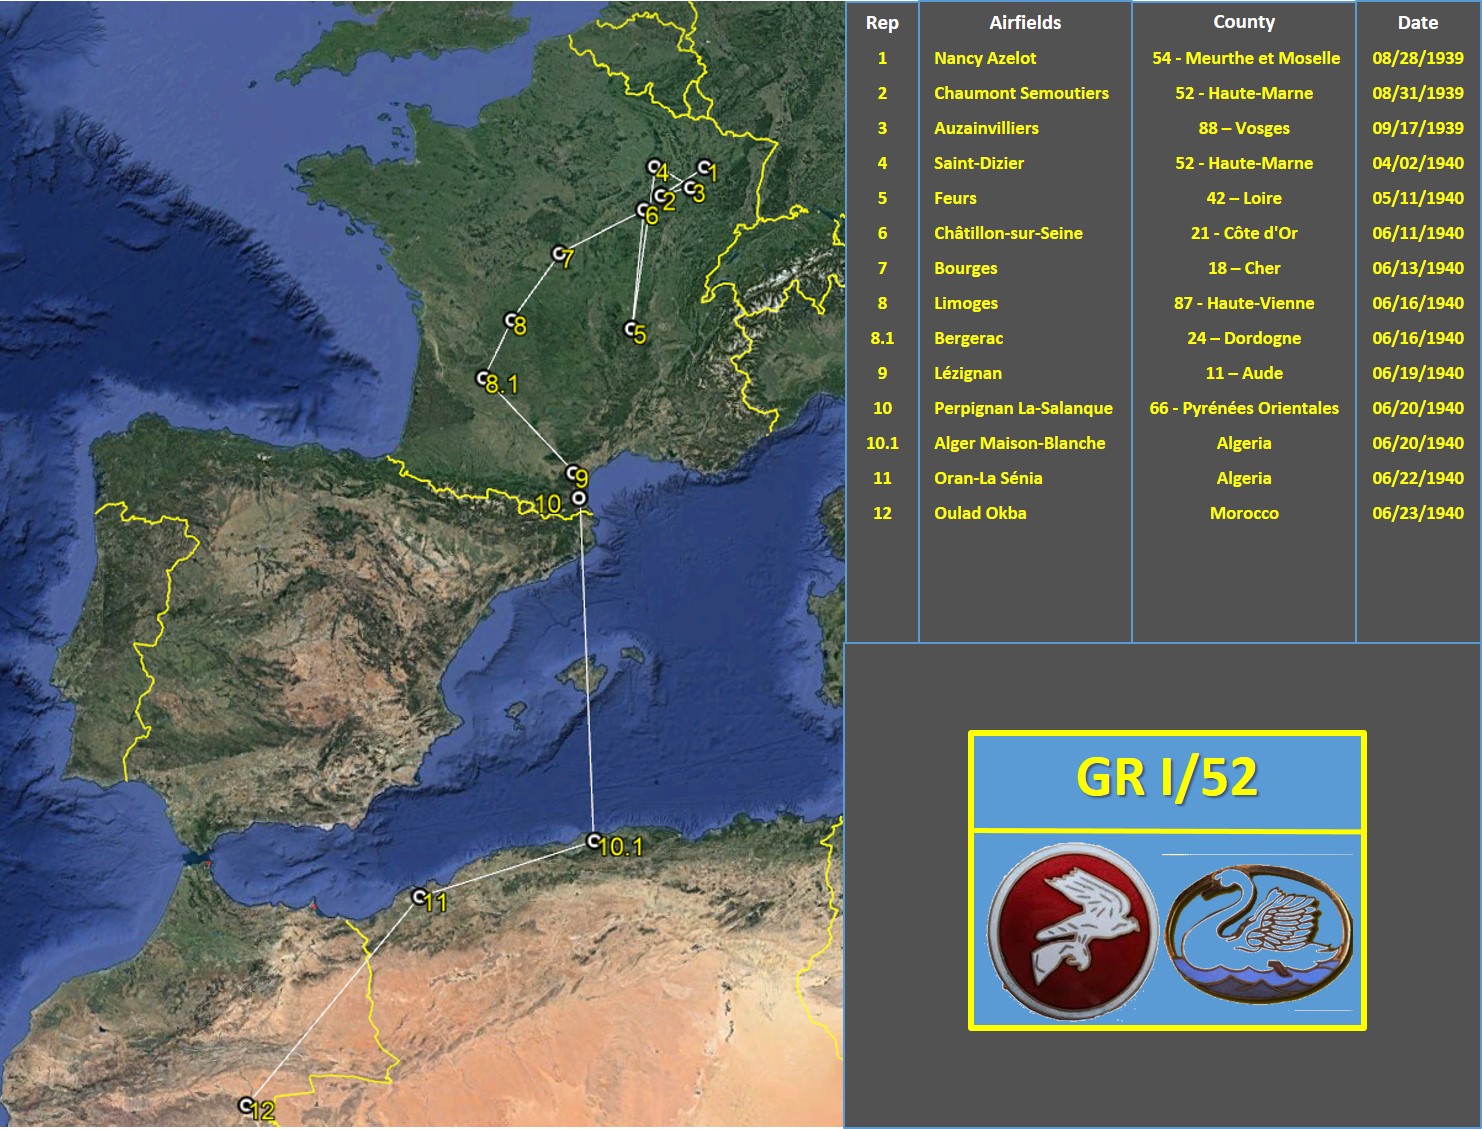 Rep Airfields County Date
1 Nancy Azelot 54 - Meurthe et Moselle 08/28/1939
2 Chaumont Semoutiers 52 - Haute-Marne 08/31/1939
3 Auzainvilliers 88 – Vosges 09/17/1939
4 Saint-Dizier 52 - Haute-Marne 04/02/1940
5 Feurs 42 – Loire 05/11/1940
6 Châtillon-sur-Seine 21 - Côte d'Or 06/11/1940
7 Bourges 18 – Cher 06/13/1940
8 Limoges 87 - Haute-Vienne 06/16/1940
8.1 Bergerac 24 – Dordogne 06/16/1940
9 Lézignan 11 – Aude 06/19/1940
10 Perpignan La-Salanque 66 - Pyrénées Orientales 06/20/1940
10.1 Alger Maison-Blanche Algeria 06/20/1940
11 Oran-La Sénia Algeria 06/22/1940
12 Oulad Okba Morocco 06/23/1940
4
1
3
2
6
7
8
5
8.1
9
10
10.1
11
12
GR I/52